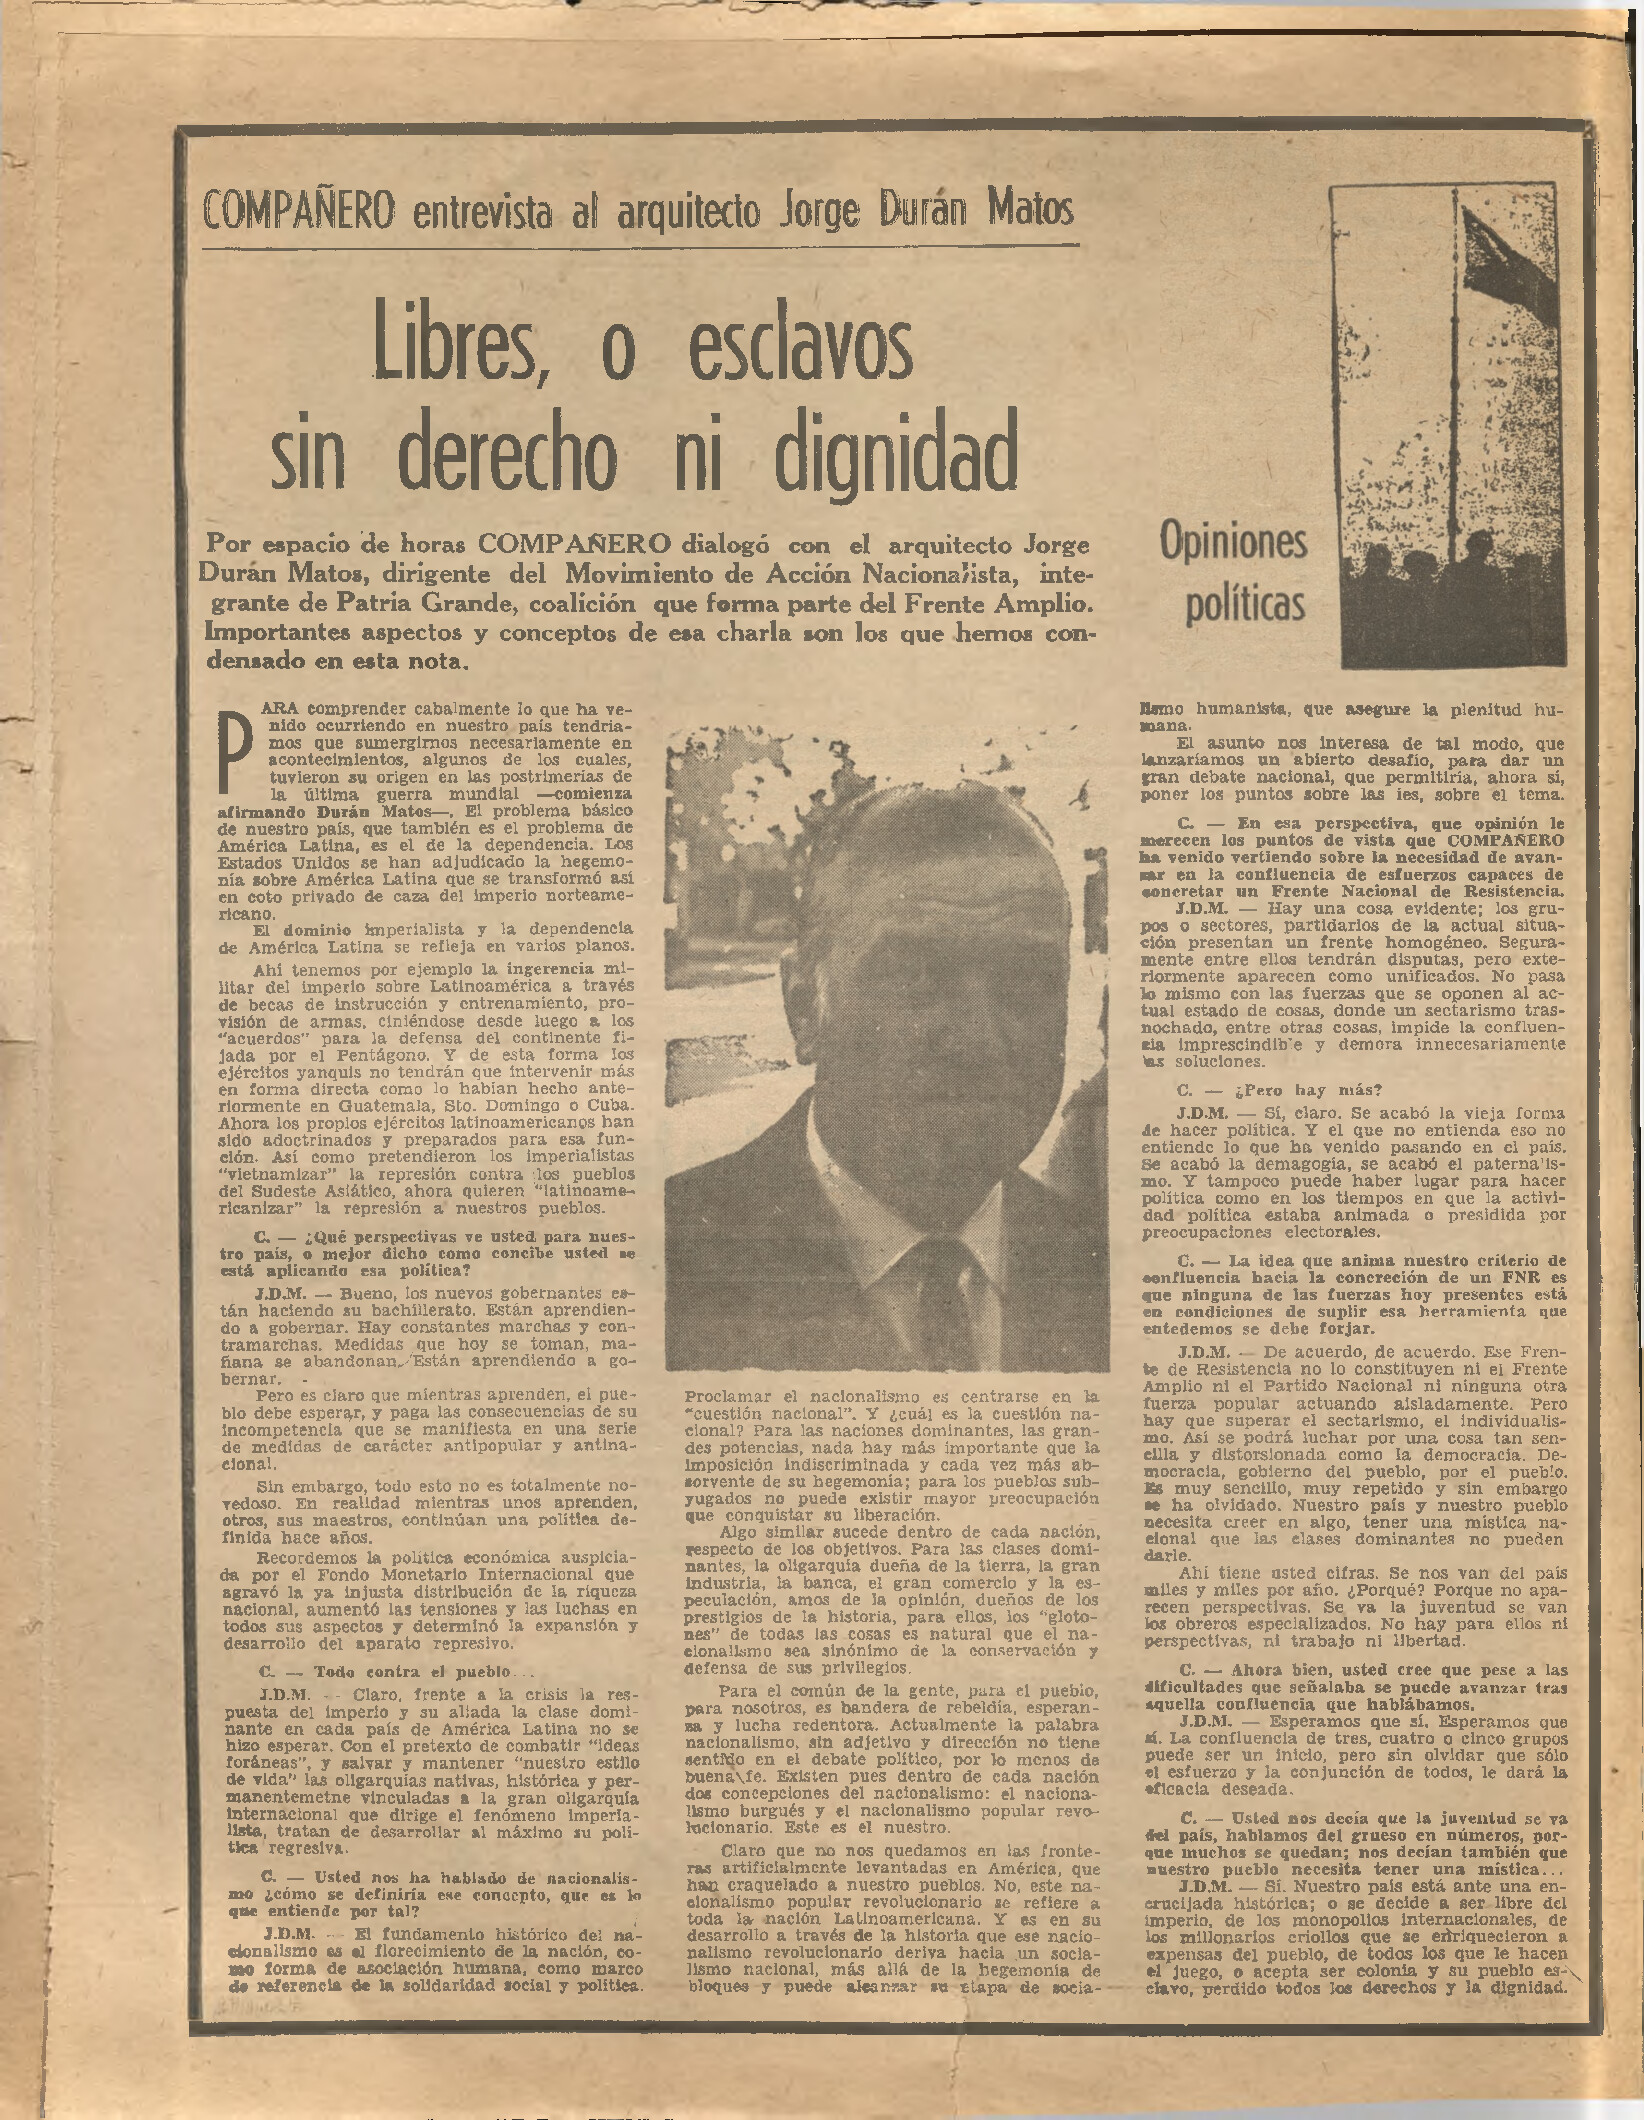 COMPAÑERO entrevista al arquitecto Jorge Durán Matos
Libres, o esclavos
sin derecho ni dignidad
Por espacio de horas COMPAÑERO dialogó con el arquitecto Jorge
Durán Matos, dirigente del Movimiento de Acción Nacionalista, inte-
grante de Patria Grande, coalición que forma parte del Frente Amplio.
Importantes aspectos y conceptos de esa charla son los que hemos con-
densado en esta nota.
Opiniones
políticas
PARA comprender cabalmente lo que ha ve-
nido ocurriendo en nuestro país tendría-
mos que sumergirnos necesariamente en
acontecimientos, algunos de los cuales,
tuvieron su origen en las postrimerías de
la última guerra mundial —comienza
afirmando Durán Matos—. El problema básico
de nuestro país, que también es el problema de
América Latina, es el de la dependencia. Los
Estados Unidos se han adjudicado la hegemo-
nía sobre América Latina que se transformó así
en coto privado de caza del imperio norteame-
ricano.
El dominio imperialista y la dependencia
de América Latina se refleja en varios planos.
Ahí tenemos por ejemplo la ingerencia mi-
litar del imperio sobre Latinoamérica a través
de becas de instrucción y entrenamiento, pro-
visión de armas, ciniéndose desde luego a los
"acuerdos" para la defensa del continente fi-
jada por el Pentágono. Y de esta forma los
ejércitos yanquis no tendrán que intervenir más
en forma directa como lo habían hecho ante-
riormente en Guatemala, Sto. Domingo o Cuba.
Ahora los propios ejércitos latinoamericanos han
sido adoctrinados y preparados para esa fun-
ción. Así como pretendieron los imperialistas
"vietnamizar" la represión contra los pueblos
del Sudeste Asiático, ahora quieren "latinoame-
ricanizar" la represión a nuestros pueblos.
C. — ¿Qué perspectivas ve usted para nues-
tro país, o mejor dicho como concibe usted se
está aplicando esa política?
J.D.M. — Bueno, los nuevos gobernantes es-
tán haciendo su bachillerato. Están aprendien-
do a gobernar. Hay constantes marchas y con-
tramarchas. Medidas que hoy se toman, ma-
ñana se abandonan. Están aprendiendo a go-
bernar.
Pero es claro que mientras aprenden, el pue-
blo debe esperar, y paga las consecuencias de su
incompetencia que se manifiesta en una serie
de medidas de carácter antipopular y antina-
cional.
Sin embargo, todo esto no es totalmente no-
vedoso. En realidad mientras unos aprenden,
otros, sus maestros, continúan una política de-
finida hace años.
Recordemos la política económica auspicia-
da por el Fondo Monetario Internacional que
agravó la ya injusta distribución de la riqueza
nacional, aumentó las tensiones y las luchas en
todos sus aspectos y determinó la expansión y
desarrollo del aparato represivo.
C. — Todo contra el pueblo...
J.D.M. — Claro, frente a la crisis la res-
puesta del imperio y su aliada la clase domi-
nante en cada país de América Latina no se
hizo esperar. Con el pretexto de combatir "ideas
foráneas", y salvar y mantener "nuestro estilo
de vida" las oligarquías nativas, histórica y per-
manentemetne vinculadas a la gran oligarquía
internacional que dirige el fenómeno imperia-
lista, tratan de desarrollar al máximo su polí-
tica regresiva.
C. — Usted nos ha hablado de nacionalis-
mo ¿cómo se definiría ese concepto, que es lo
que entiende por tal?
J.D.M. — El fundamento histórico del na-
cionalismo es el florecimiento de la nación, co-
mo forma de asociación humana, como marco
de referencia de la solidaridad social y política.
Proclamar el nacionalismo es centrarse en la
"cuestión nacional". Y ¿cuál es la cuestión na-
cional? Para las naciones dominantes, las gran-
des potencias, nada hay más importante que la
imposición indiscriminada y cada vez más ab-
sorvente de su hegemonía; para los pueblos sub-
yugados no puede existir mayor preocupación
que conquistar su liberación.
Algo similar sucede dentro de cada nación,
respecto de los objetivos. Para las clases domi-
nantes, la oligarquía dueña de la tierra, la gran
industria, la banca, el gran comercio y la es-
peculación, amos de la opinión, dueños de los
prestigios de la historia, para ellos, los "gloto-
nes" de todas las cosas es natural que el na-
cionalismo sea sinónimo de la conservación y
defensa de sus privilegios.
Para el común de la gente, para el pueblo,
para nosotros, es bandera de rebeldía, esperan-
za y lucha redentora. Actualmente la palabra
nacionalismo, sin adjetivo y dirección no tiene
sentido en el debate político, por lo menos de
buena fe. Existen pues dentro de cada nación
dos concepciones del nacionalismo: el naciona-
lismo burgués y el nacionalismo popular revo-
lucionario. Este es el nuestro.
Claro que no nos quedamos en las fronte-
ras artificialmente levantadas en América, que
han craquelado a nuestro pueblos. No, este na-
cionalismo popular revolucionario se refiere a
toda la nación Latinoamericana. Y es en su
desarrollo a través de la historia que ese nacio-
nalismo revolucionario deriva hacia un socia-
lismo nacional, más allá de la hegemonía de
bloques y puede alcanzar su etapa de socia-
lismo humanista, que asegure la plenitud hu-
mana.
El asunto nos interesa de tal modo, que
lanzaríamos un abierto desafío, para dar un
gran debate nacional, que permitiría, ahora sí,
poner los puntos sobre las íes, sobre el tema.
C. — En esa perspectiva, que opinión le
merecen los puntos de vista que COMPAÑERO
ha venido vertiendo sobre la necesidad de avan-
zar en la confluencia de esfuerzos capaces de
concretar un Frente Nacional de Resistencia.
J.D.M. — Hay una cosa evidente; los gru-
pos o sectores, partidarios de la actual situa-
ción presentan un frente homogéneo. Segura-
mente entre ellos tendrán disputas, pero exte-
riormente aparecen como unificados. No pasa
lo mismo con las fuerzas que se oponen al ac-
tual estado de cosas, donde un sectarismo tras-
nochado, entre otras cosas, impide la confluen-
cia imprescindible y demora innecesariamente
las soluciones.
C. — ¿Pero hay más?
J.D.M. — Sí, claro. Se acabó la vieja forma
de hacer política. Y el que no entienda eso no
entiende lo que ha venido pasando en el país.
Se acabó la demagogía, se acabó el paternalis-
mo. Y tampoco puede haber lugar para hacer
política como en los tiempos en que la activi-
dad política estaba animada o presidida por
preocupaciones electorales.
C. — La idea que anima nuestro criterio de
confluencia hacia la concreción de un FNR es
que ninguna de las fuerzas hoy presentes está
en condiciones de suplir esa herramienta que
entedemos se debe forjar.
J.D.M. — De acuerdo, de acuerdo. Ese Fren-
te de Resistencia no lo constituyen ni el Frente
Amplio ni el Partido Nacional ni ninguna otra
fuerza popular actuando aisladamente. Pero
hay que superar el sectarismo, el individualis-
mo. Así se podrá luchar por una cosa tan sen-
cilla y distorsionada como la democracia. De-
mocracia, gobierno del pueblo, por el pueblo.
Es muy sencillo, muy repetido y sin embargo
se ha olvidado. Nuestro país y nuestro pueblo
necesita creer en algo, tener una mística na-
cional que las clases dominantes no pueden
darle.
Ahí tiene usted cifras. Se nos van del país
miles y miles por año. ¿Porqué? Porque no apa-
recen perspectivas. Se va la juventud se van
los obreros especializados. No hay para ellos ni
perspectivas, ni trabajo ni libertad.
C. — Ahora bien, usted cree que pese a las
dificultades que señalaba se puede avanzar tras
aquella confluencia que hablábamos.
J.D.M. — Esperamos que sí. Esperamos que
sí. La confluencia de tres, cuatro o cinco grupos
puede ser un inicio, pero sin olvidar que sólo
el esfuerzo y la conjunción de todos, le dará la
eficacia deseada.
C. — Usted nos decía que la juventud se va
del país, hablamos del grueso en números, por-
que muchos se quedan; nos decían también que
nuestro pueblo necesita tener una mística...
J.D.M. — Sí. Nuestro país está ante una en-
crucijada histórica; o se decide a ser libre del
imperio, de los monopolios internacionales, de
los millonarios criollos que se enriquecieron a
expensas del pueblo, de todos los que le hacen
el juego, o acepta ser colonia y su pueblo es-
clavo, perdido todos los derechos y la dignidad.